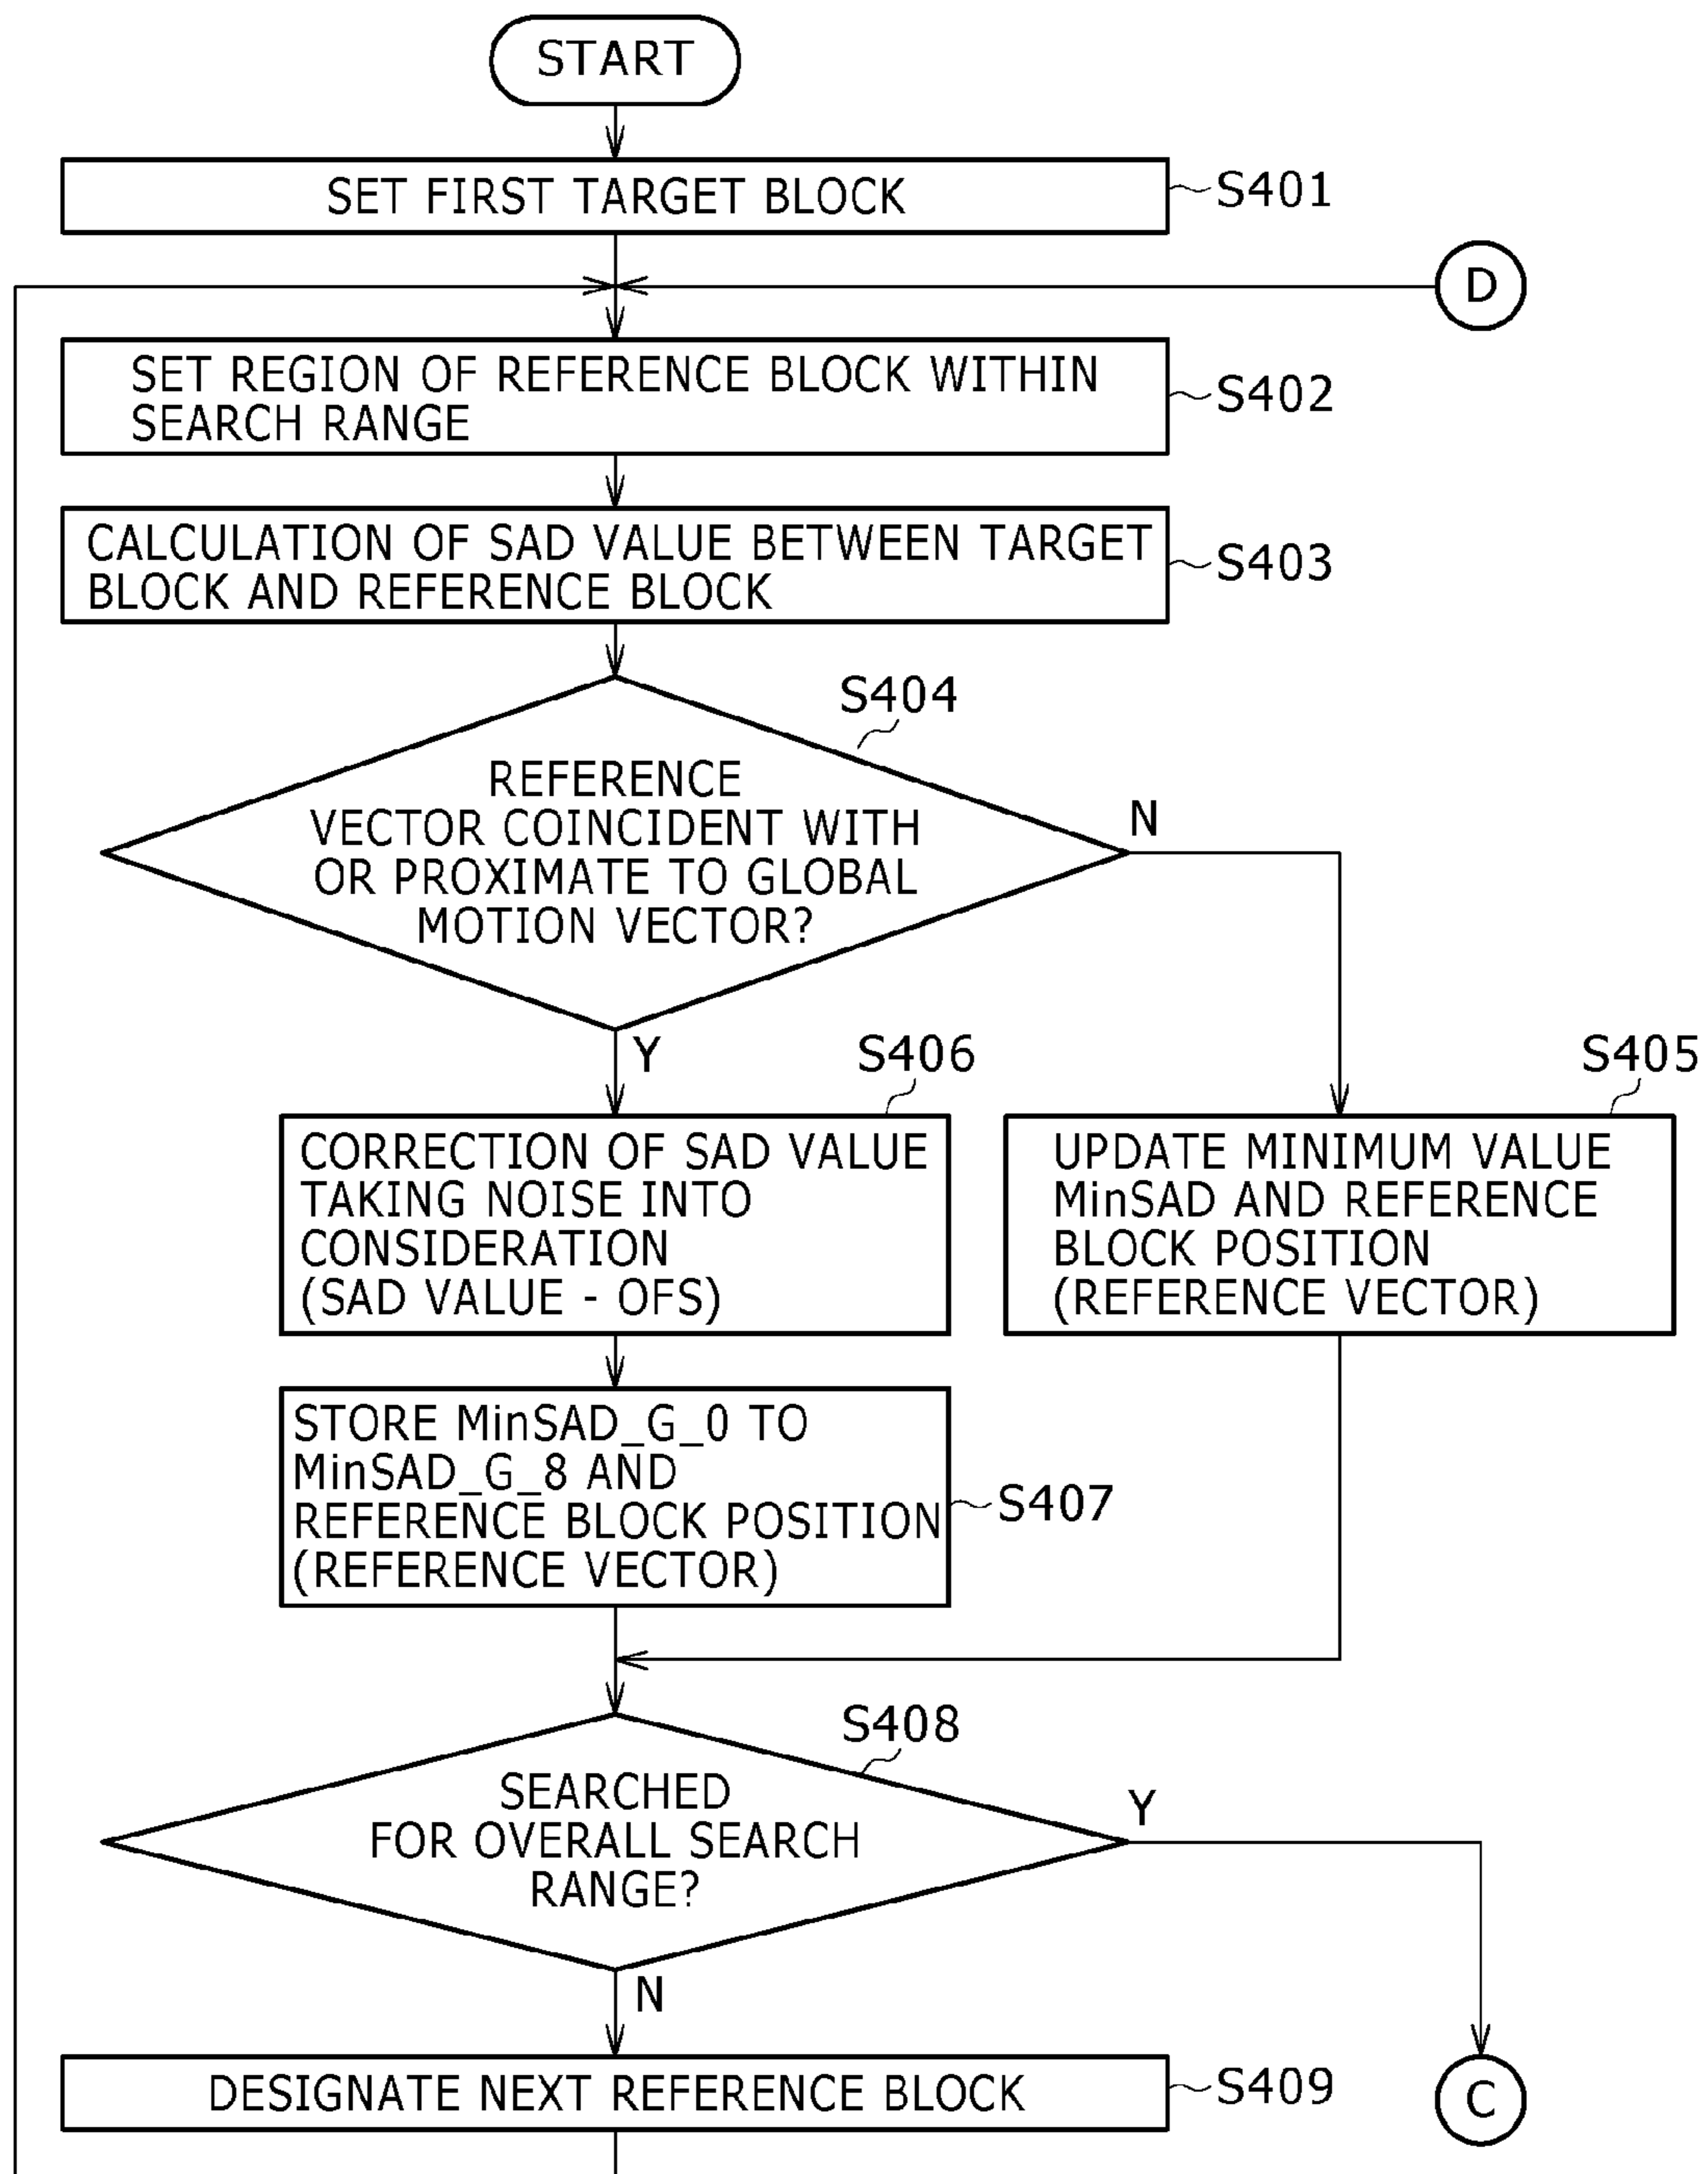 START
SET FIRST TARGET BLOCK
S401
D
SET REGION OF REFERENCE BLOCK WITHIN
SEARCH RANGE
S402
CALCULATION OF SAD VALUE BETWEEN TARGET
BLOCK AND REFERENCE BLOCK
S403
S404
REFERENCE
VECTOR COINCIDENT WITH
OR PROXIMATE TO GLOBAL
MOTION VECTOR?
N
Y
S406
CORRECTION OF SAD VALUE
TAKING NOISE INTO
CONSIDERATION
(SAD VALUE - OFS)
S405
UPDATE MINIMUM VALUE
MinSAD AND REFERENCE
BLOCK POSITION
(REFERENCE VECTOR)
STORE MinSAD_G_0 TO
MinSAD_G_8 AND
REFERENCE BLOCK POSITION
(REFERENCE VECTOR)
S407
S408
SEARCHED
FOR OVERALL SEARCH
RANGE?
Y
N
DESIGNATE NEXT REFERENCE BLOCK
S409
C